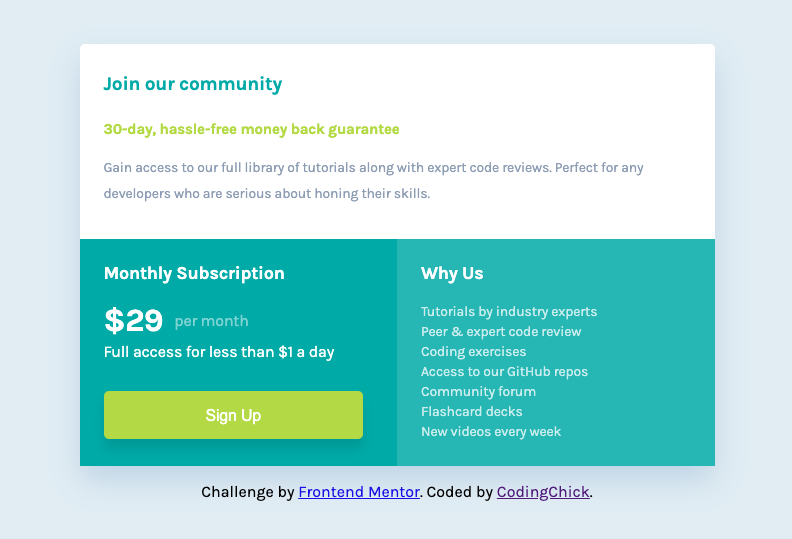 Join our community
30-day, hassle-free money back guarantee
Gain access to our full library of tutorials along with expert code reviews. Perfect for any
developers who are serious about honing their skills.
Monthly Subscription
$29 per month
Full access for less than $1 a day
Sign Up
Why Us
Tutorials by industry experts
Peer & expert code review
Coding exercises
Access to our GitHub repos
Community forum
Flashcard decks
New videos every week
Challenge by Frontend Mentor. Coded by CodingChick.